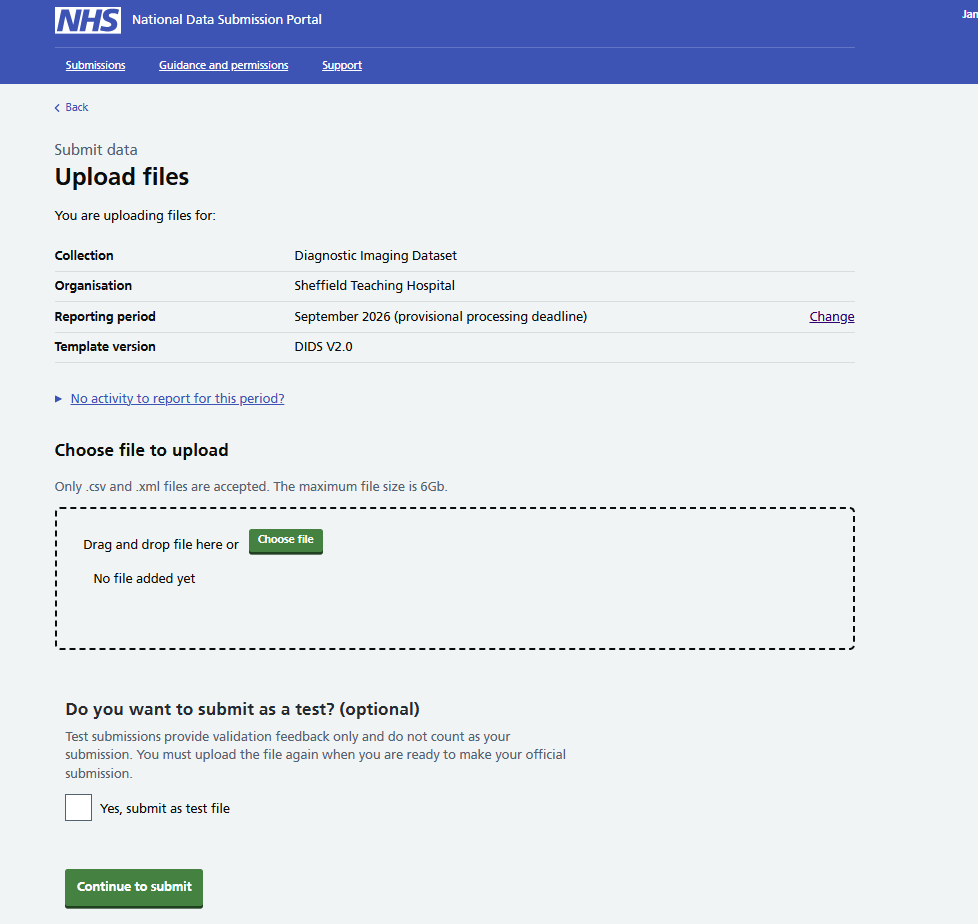 NHS National Data Submission Portal
Jan
Submissions Guidance and permissions Support
Back
Submit data
Upload files
You are uploading files for:
Collection Diagnostic Imaging Dataset
Organisation Sheffield Teaching Hospital
Reporting period September 2026 (provisional processing deadline) Change
Template version DIDS V2.0
No activity to report for this period?
Choose file to upload
Only .csv and .xml files are accepted. The maximum file size is 6Gb.
Drag and drop file here or Choose file
No file added yet
Do you want to submit as a test? (optional)
Test submissions provide validation feedback only and do not count as your
submission. You must upload the file again when you are ready to make your official
submission.
Yes, submit as test file
Continue to submit